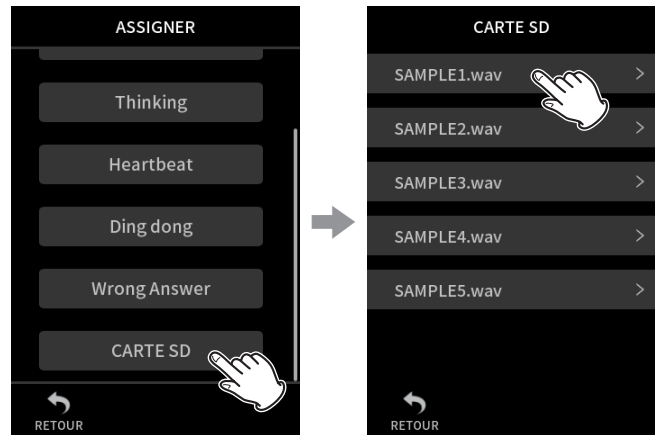 ASSIGNER
Thinking
Heartbeat
Ding dong
Wrong Answer
CARTE SD
RETOUR
CARTE SD
SAMPLE1.wav
SAMPLE2.wav
SAMPLE3.wav
SAMPLE4.wav
SAMPLE5.wav
RETOUR